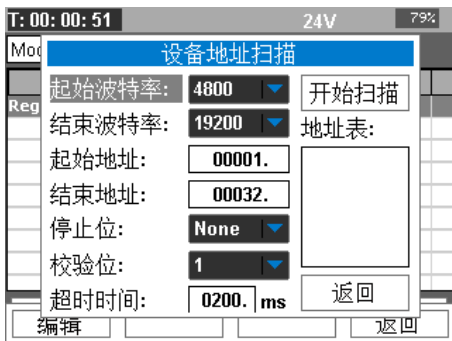 T: 00: 00: 51 24V 79%
设备地址扫描
起始波特率: 4800 开始扫描
Reg
结束波特率: 19200 地址表:
起始地址: 00001.
结束地址: 00032.
停止位: None
校验位: 1
超时时间: 0200. ms 返回
编辑 返回